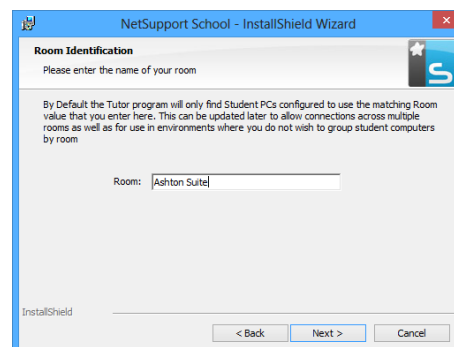 NetSupport School - InstallShield Wizard
Room Identification
Please enter the name of your room
S
By Default the Tutor program will only find Student PCs configured to use the matching Room
value that you enter here. This can be updated later to allow connections across multiple
rooms as well as for use in environments where you do not wish to group student computers
by room
Room: Ashton Suite
InstallShield
< Back Next > Cancel